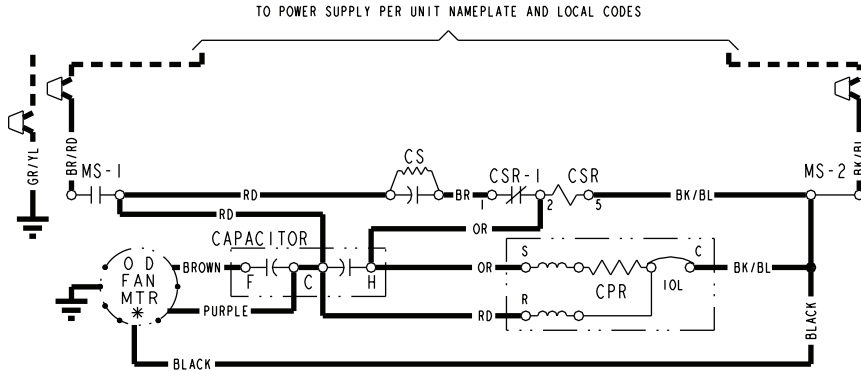 TO POWER SUPPLY PER UNIT NAMEPLATE AND LOCAL CODES
GR/YL
BR/RD
MS-1
RD
CS
BR
1
CSR-1
2
CSR
5
BK/BL
MS-2
BK/BL
RD
OR
CAPACITOR
O D
FAN
MTR
*
BROWN
F
C
H
OR
S
CPR
IOL
C
BK/BL
R
PURPLE
RD
BLACK
BLACK